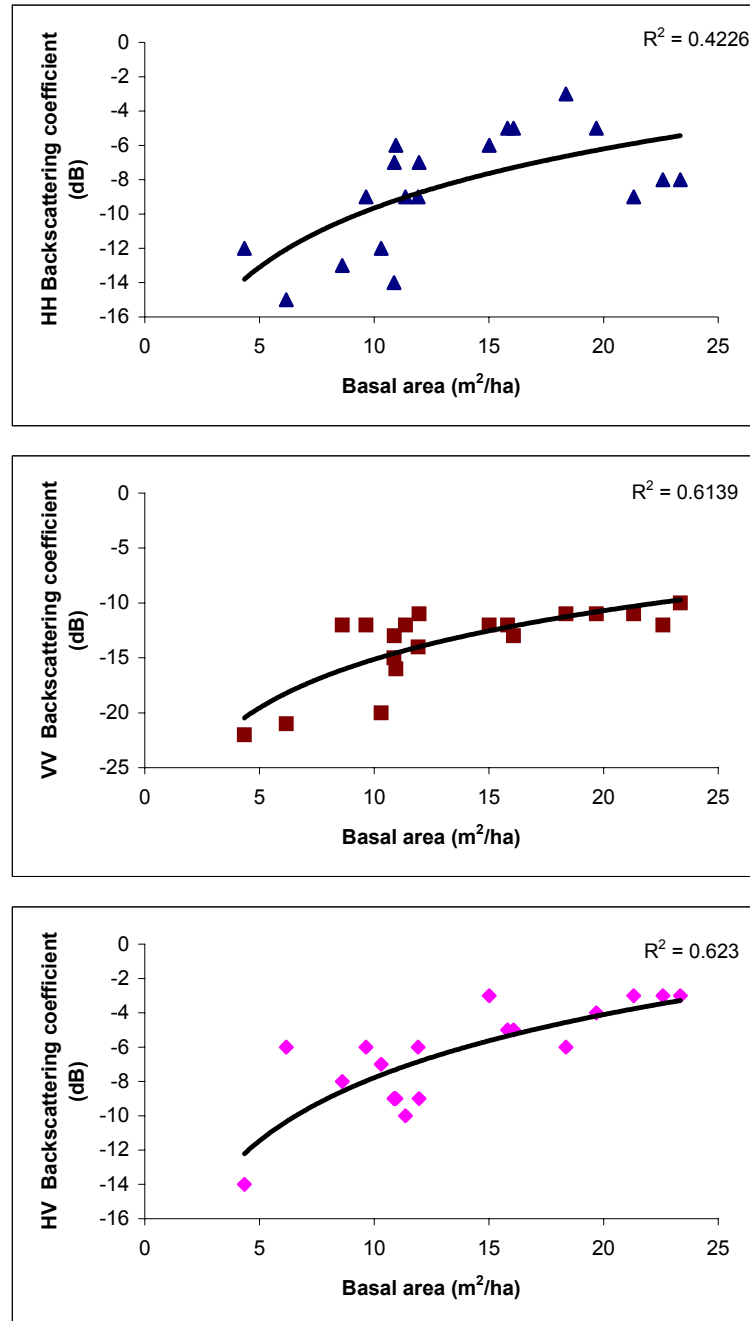 R² = 0.4226
0
-2
-4
-6
-8
-10
-12
-14
-16
0 5 10 15 20 25
HH Backscattering coefficient
(dB)
Basal area (m²/ha)
R² = 0.6139
0
-5
-10
-15
-20
-25
0 5 10 15 20 25
VV Backscattering coefficient
(dB)
Basal area (m²/ha)
R² = 0.623
0
-2
-4
-6
-8
-10
-12
-14
-16
0 5 10 15 20 25
HV Backscattering coefficient
(dB)
Basal area (m²/ha)